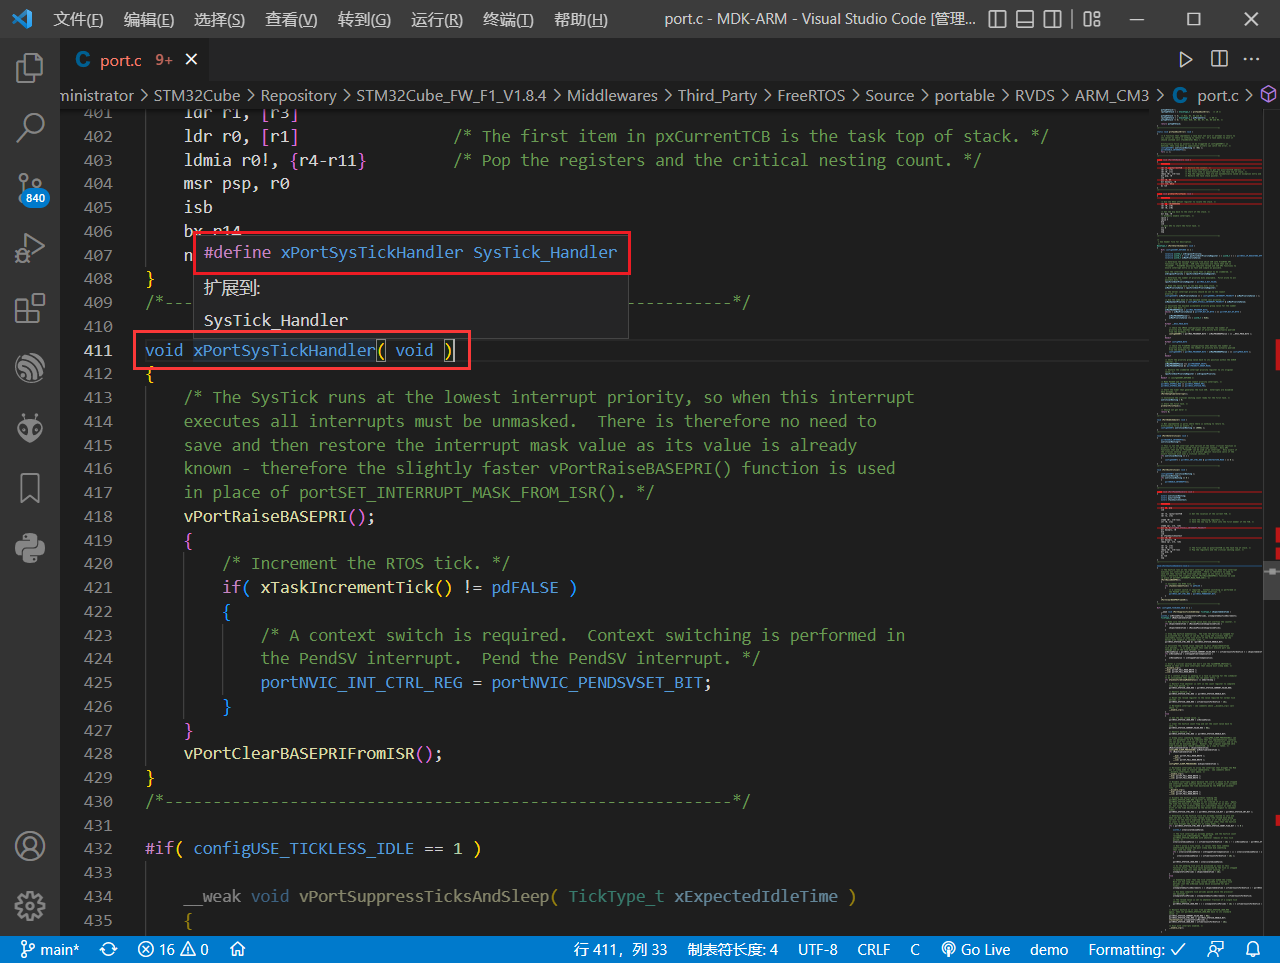 文件(F) 编辑(E) 选择(S) 查看(V) 转到(G) 运行(R) 终端(T) 帮助(H) port.c - MDK-ARM - Visual Studio Code [管理...
port.c 9+
ministrator > STM32Cube > Repository > STM32Cube_FW_F1_V1.8.4 > Middlewares > Third_Party > FreeRTOS > Source > portable > RVDS > ARM_CM3 > C port.c >
401 ldr r1, [r3]
402 ldr r0, [r1] /* The first item in pxCurrentTCB is the task top of stack. */
403 ldmia r0!, {r4-r11} /* Pop the registers and the critical nesting count. */
404 msr psp, r0
405 isb
406 bx r14
407 n
#define xPortSysTickHandler SysTick_Handler
扩展到:
SysTick_Handler
408 }
409 /*-----------------------------------------------------------*/
410
411 void xPortSysTickHandler( void )
412 {
413 /* The SysTick runs at the lowest interrupt priority, so when this interrupt
414 executes all interrupts must be unmasked.  There is therefore no need to
415 save and then restore the interrupt mask value as its value is already
416 known - therefore the slightly faster vPortRaiseBASEPRI() function is used
417 in place of portSET_INTERRUPT_MASK_FROM_ISR(). */
418 vPortRaiseBASEPRI();
419 {
420 /* Increment the RTOS tick. */
421 if( xTaskIncrementTick() != pdFALSE )
422 {
423 /* A context switch is required.  Context switching is performed in
424 the PendSV interrupt.  Pend the PendSV interrupt. */
425 portNVIC_INT_CTRL_REG = portNVIC_PENDSVSET_BIT;
426 }
427 }
428 vPortClearBASEPRIFromISR();
429 }
430 /*-----------------------------------------------------------*/
431
432 #if( configUSE_TICKLESS_IDLE == 1 )
433
434 __weak void vPortSuppressTicksAndSleep( TickType_t xExpectedIdleTime )
435 {
840
main* 16 0 行 411，列 33 制表符长度: 4 UTF-8 CRLF C Go Live demo Formatting: ✓